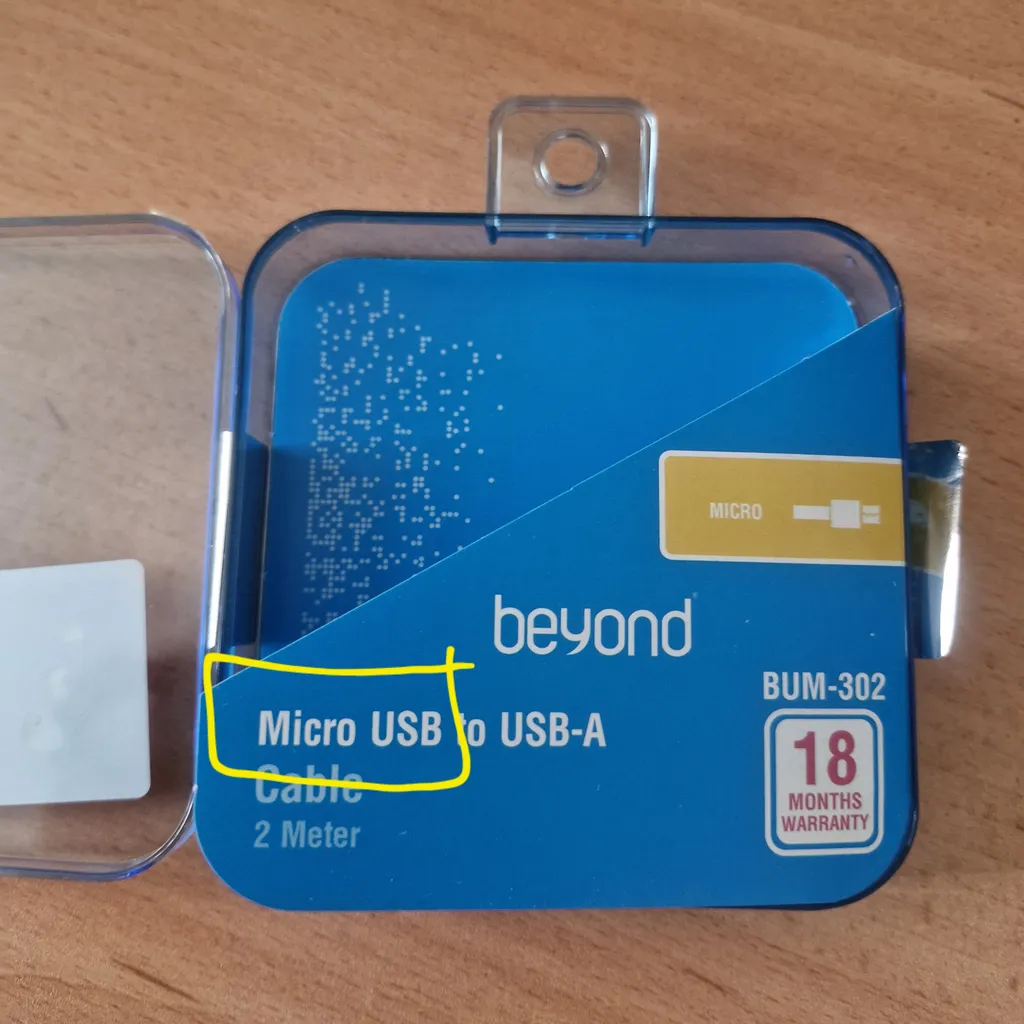 MICRO
beyond
BUM-302
Micro USB to USB-A
Cable
2 Meter
18
MONTHS
WARRANTY